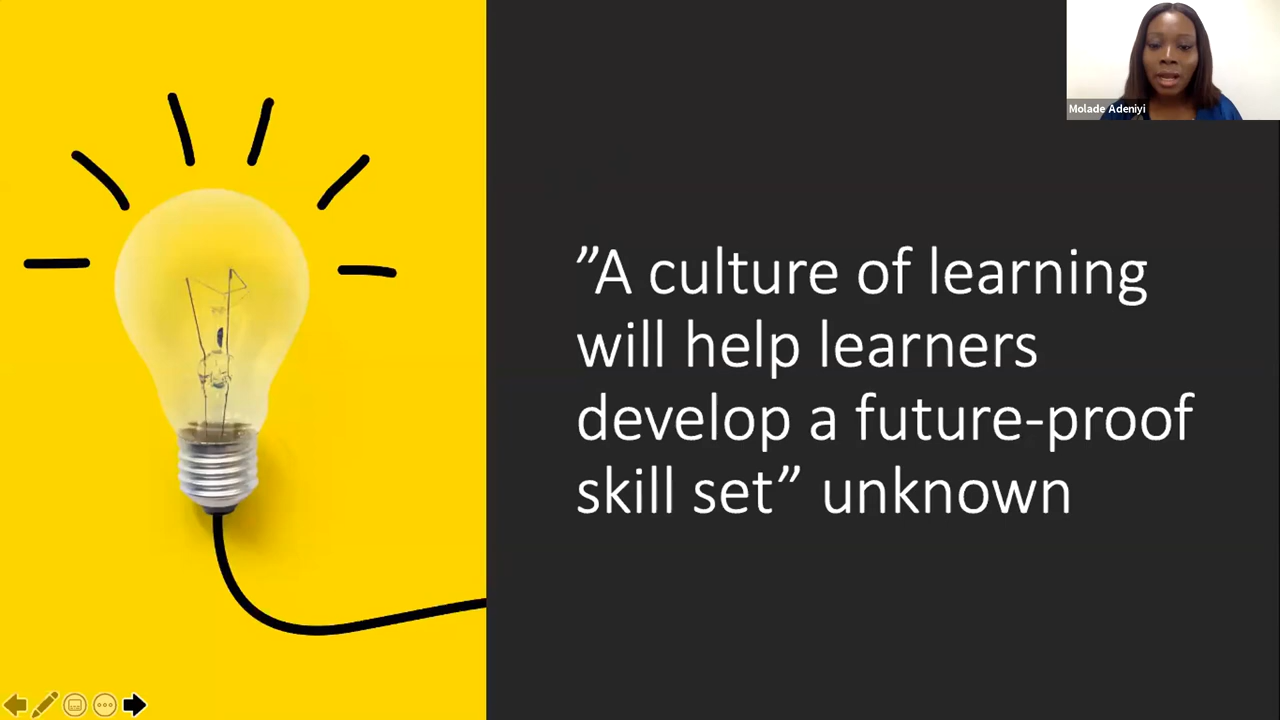 Molade Adeniyi
”A culture of learning
will help learners
develop a future-proof
skill set” unknown